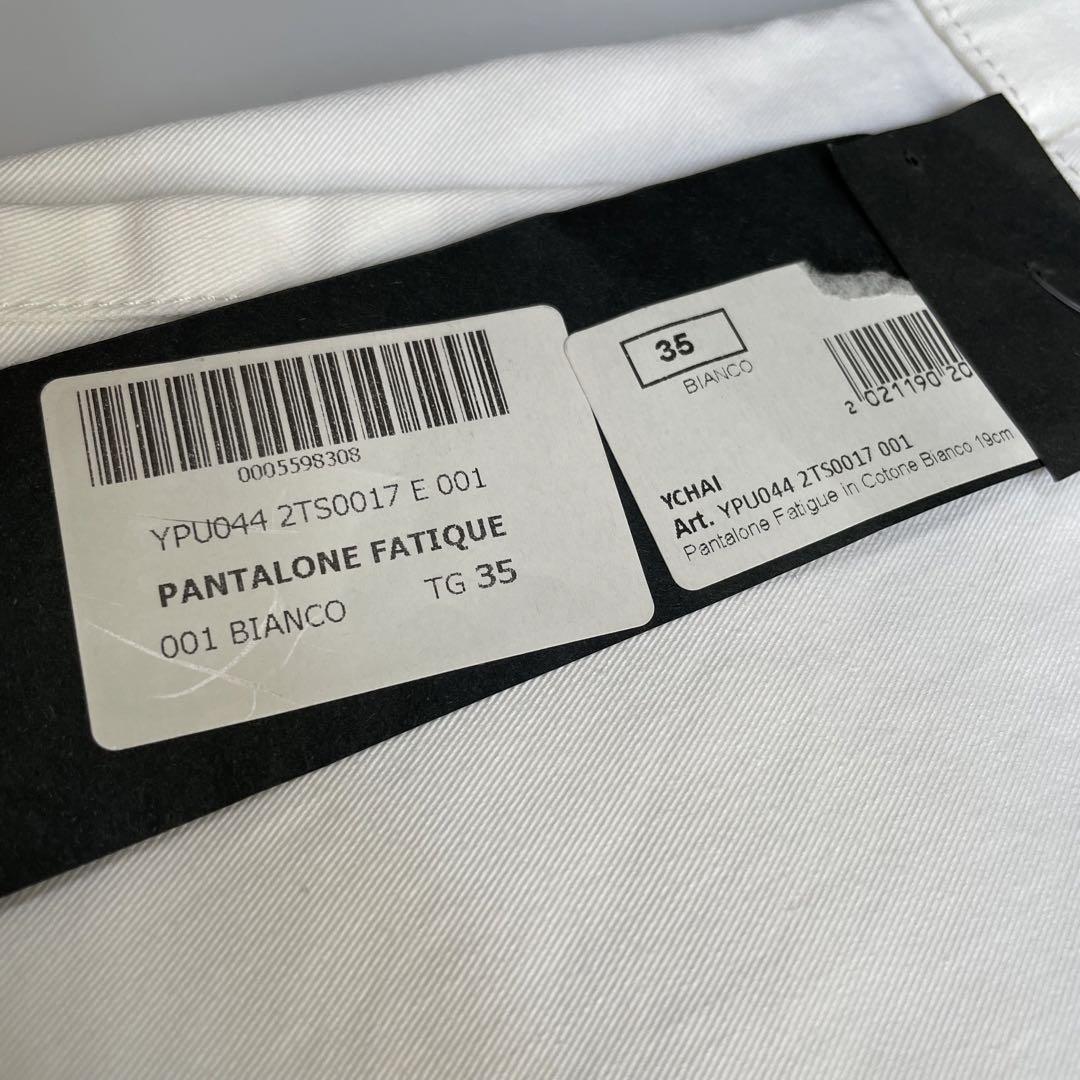 0005598308
YPU044 2TS0017 E 001
PANTALONE FATIQUE
001 BIANCO TG 35
35
BIANCO
2 021190 20
YCHAI
Art. YPU044 2TS0017 001
Pantalone Fatigue in Cotone Bianco 19cm